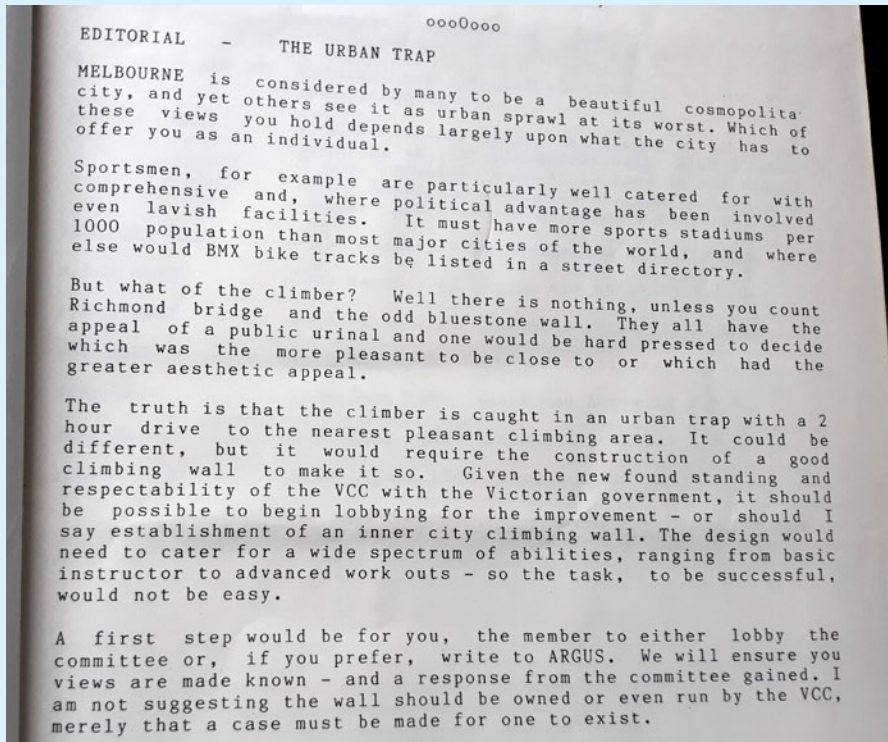 oooOooo
EDITORIAL - THE URBAN TRAP
MELBOURNE is considered by many to be a beautiful cosmopolita
city, and yet others see it as urban sprawl at its worst. Which of
these views you hold depends largely upon what the city has to
offer you as an individual.
Sportsmen, for example are particularly well catered for with
comprehensive and, where political advantage has been involved
even lavish facilities. It must have more sports stadiums per
1000 population than most major cities of the world, and where
else would BMX bike tracks be listed in a street directory.
But what of the climber? Well there is nothing, unless you count
Richmond bridge and the odd bluestone wall. They all have the
appeal of a public urinal and one would be hard pressed to decide
which was the more pleasant to be close to or which had the
greater aesthetic appeal.
The truth is that the climber is caught in an urban trap with a 2
hour drive to the nearest pleasant climbing area. It could be
different, but it would require the construction of a good
climbing wall to make it so. Given the new found standing and
respectability of the VCC with the Victorian government, it should
be possible to begin lobbying for the improvement - or should I
say establishment of an inner city climbing wall. The design would
need to cater for a wide spectrum of abilities, ranging from basic
instructor to advanced work outs - so the task, to be successful,
would not be easy.
A first step would be for you, the member to either lobby the
committee or, if you prefer, write to ARGUS. We will ensure you
views are made known - and a response from the committee gained. I
am not suggesting the wall should be owned or even run by the VCC,
merely that a case must be made for one to exist.